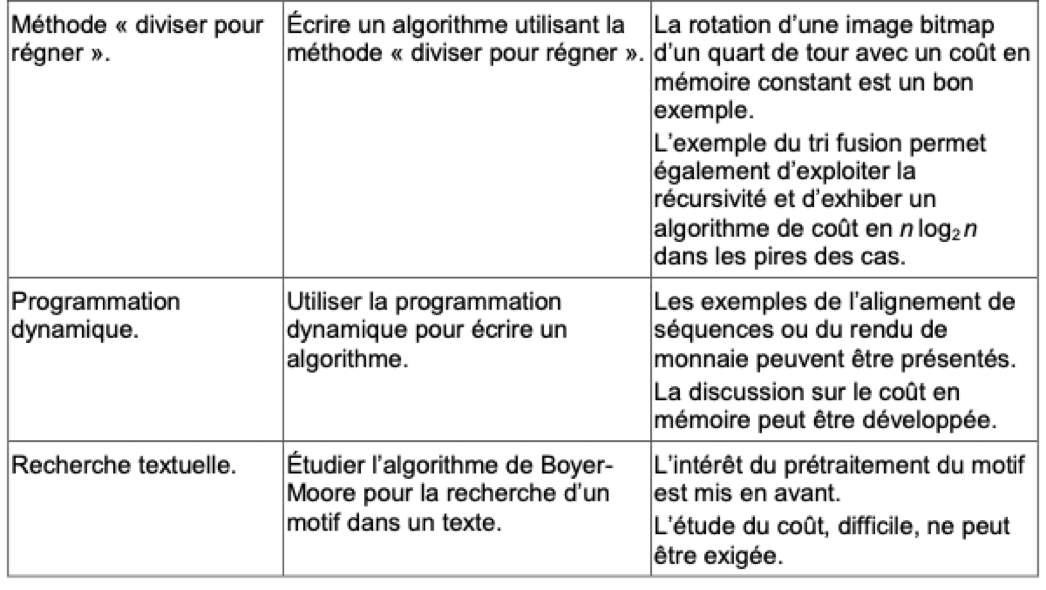 Méthode « diviser pour
régner ».
Écrire un algorithme utilisant la
méthode « diviser pour régner ».
La rotation d’une image bitmap
d’un quart de tour avec un coût en
mémoire constant est un bon
exemple.
L’exemple du tri fusion permet
également d’exploiter la
récursivité et d’exhiber un
algorithme de coût en n log₂ n
dans les pires des cas.
Programmation
dynamique.
Utiliser la programmation
dynamique pour écrire un
algorithme.
Les exemples de l’alignement de
séquences ou du rendu de
monnaie peuvent être présentés.
La discussion sur le coût en
mémoire peut être développée.
Recherche textuelle.
Étudier l’algorithme de Boyer-
Moore pour la recherche d’un
motif dans un texte.
L’intérêt du prétraitement du motif
est mis en avant.
L’étude du coût, difficile, ne peut
être exigée.